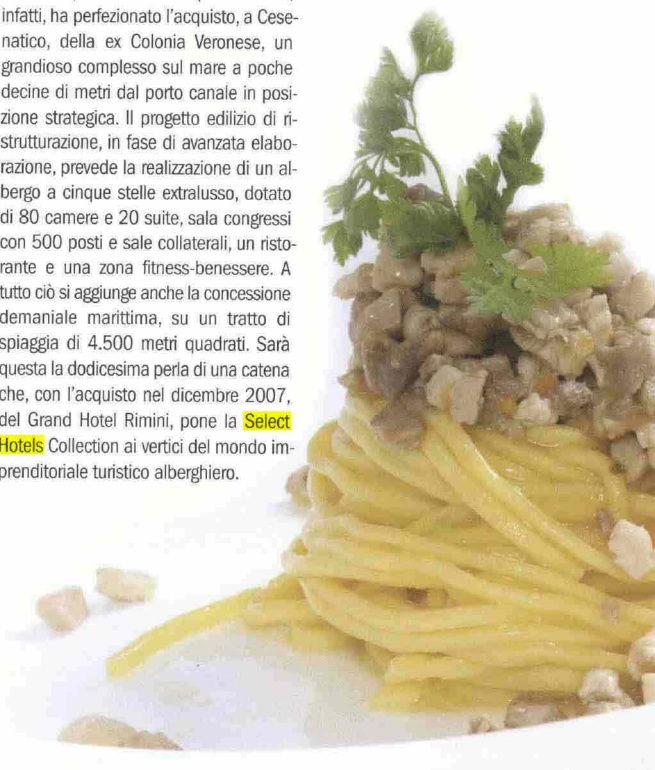 infatti, ha perfezionato l'acquisto, a Cese-
natico, della ex Colonia Veronese, un
grandioso complesso sul mare a poche
decine di metri dal porto canale in posi-
zione strategica. Il progetto edilizio di ri-
strutturazione, in fase di avanzata elabo-
razione, prevede la realizzazione di un al-
bergo a cinque stelle extralusso, dotato
di 80 camere e 20 suite, sala congressi
con 500 posti e sale collaterali, un risto-
rante e una zona fitness-benessere. A
tutto ciò si aggiunge anche la concessione
demaniale marittima, su un tratto di
spiaggia di 4.500 metri quadrati. Sarà
questa la dodicesima perla di una catena
che, con l'acquisto nel dicembre 2007,
del Grand Hotel Rimini, pone la Select
Hotels Collection ai vertici del mondo im-
prenditoriale turistico alberghiero.